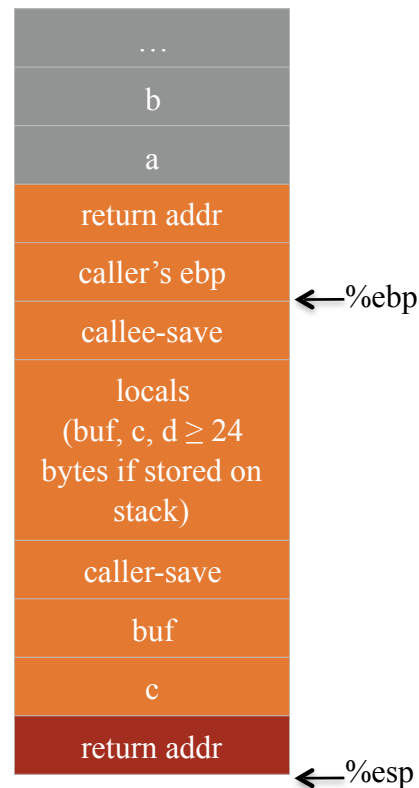 …
b
a
return addr
caller’s ebp
%ebp
callee-save
locals
(buf, c, d ≥ 24
bytes if stored on
stack)
caller-save
buf
c
return addr
%esp